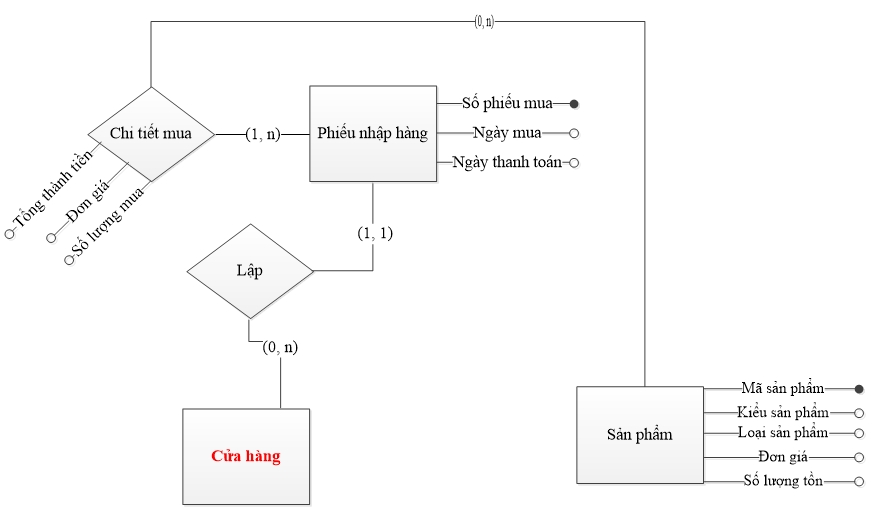 (0, n)
Chi tiết mua
(1, n)
Phiếu nhập hàng
Số phiếu mua
Ngày mua
Ngày thanh toán
Tổng thành tiền
Đơn giá
Số lượng mua
(1, 1)
Lập
(0, n)
Cửa hàng
Sản phẩm
Mã sản phẩm
Kiểu sản phẩm
Loại sản phẩm
Đơn giá
Số lượng tồn